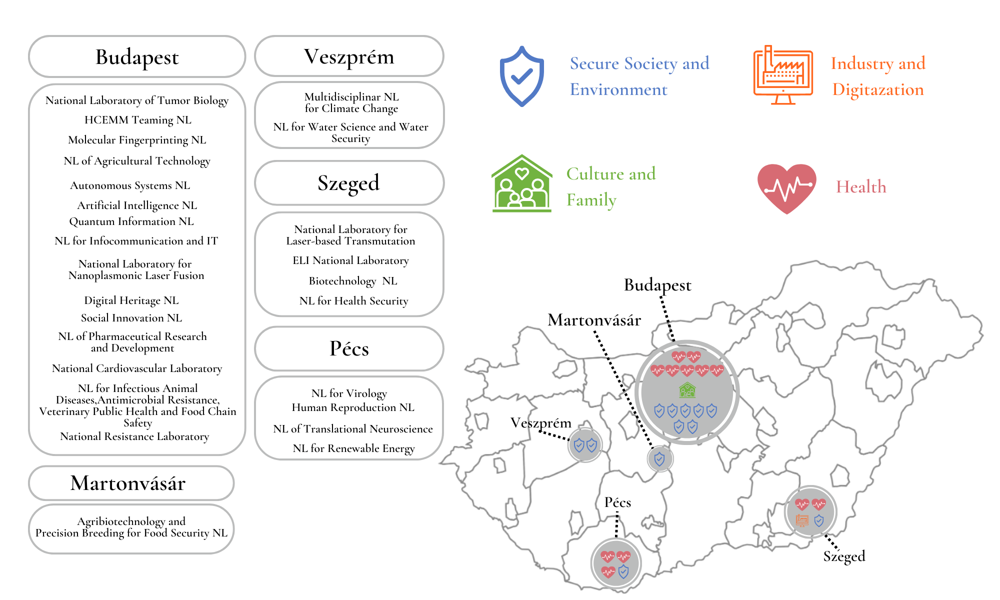 Budapest
National Laboratory of Tumor Biology
HCEMM Teaming NL
Molecular Fingerprinting NL
NL of Agricultural Technology
Autonomous Systems NL
Artificial Intelligence NL
Quantum Information NL
NL for Infocommunication and IT
National Laboratory for
Nanoplasmonic Laser Fusion
Digital Heritage NL
Social Innovation NL
NL of Pharmaceutical Research
and Development
National Cardiovascular Laboratory
NL for Infectious Animal
Diseases,Antimicrobial Resistance,
Veterinary Public Health and Food Chain
Safety
National Resistance Laboratory
Martonvásár
Agribiotechnology and
Precision Breeding for Food Security NL
Veszprém
Multidisciplinar NL
for Climate Change
NL for Water Science and Water
Security
Szeged
National Laboratory for
Laser-based Transmutation
ELI National Laboratory
Biotechnology  NL
NL for Health Security
Pécs
NL for Virology
Human Reproduction NL
NL of Translational Neuroscience
NL for Renewable Energy
Secure Society and
Environment
Industry and
Digitazation
Culture and
Family
Health
Budapest
Martonvásár
Veszprém
Pécs
Szeged